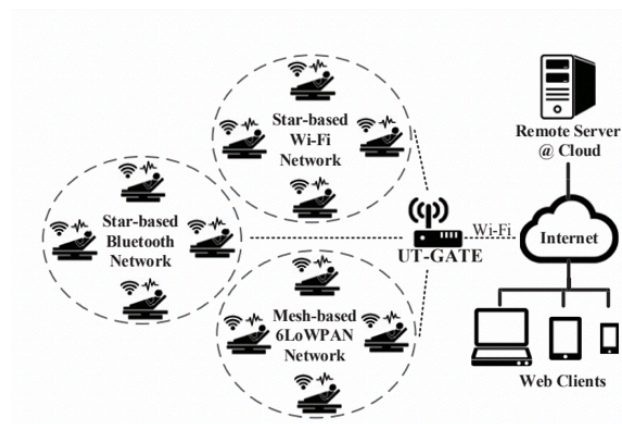 Star-based
Wi-Fi
Network
Star-based
Bluetooth
Network
Mesh-based
6LoWPAN
Network
UT-GATE
Wi-Fi
Remote Server
@ Cloud
Internet
Web Clients